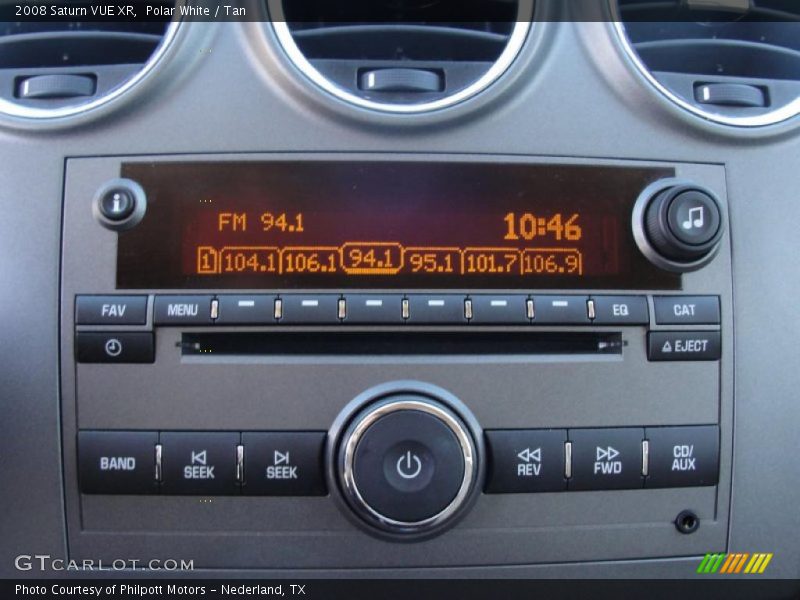 2008 Saturn VUE XR, Polar White / Tan
i
FM 94.1 10:46
1 104.1 106.1 94.1 95.1 101.7 106.9
FAV MENU EQ CAT
EJECT
BAND SEEK SEEK REV FWD CD/AUX
GTCARLOT.COM
Photo Courtesy of Philpott Motors - Nederland, TX